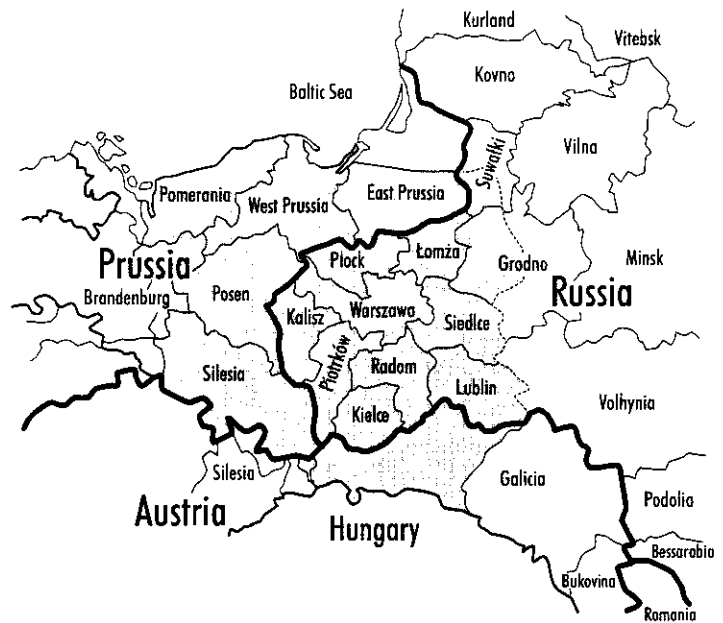 Kurland
Vitebsk
Kovno
Baltic Sea
Vilna
Suwałki
Pomerania
East Prussia
West Prussia
Prussia
Płock
Łomża
Grodno
Minsk
Russia
Brandenburg
Posen
Kalisz
Warszawa
Siedlce
Piotrków
Radom
Silesia
Lublin
Kielce
Volhynia
Silesia
Galicia
Austria
Hungary
Podolia
Bessarabia
Bukovina
Romania